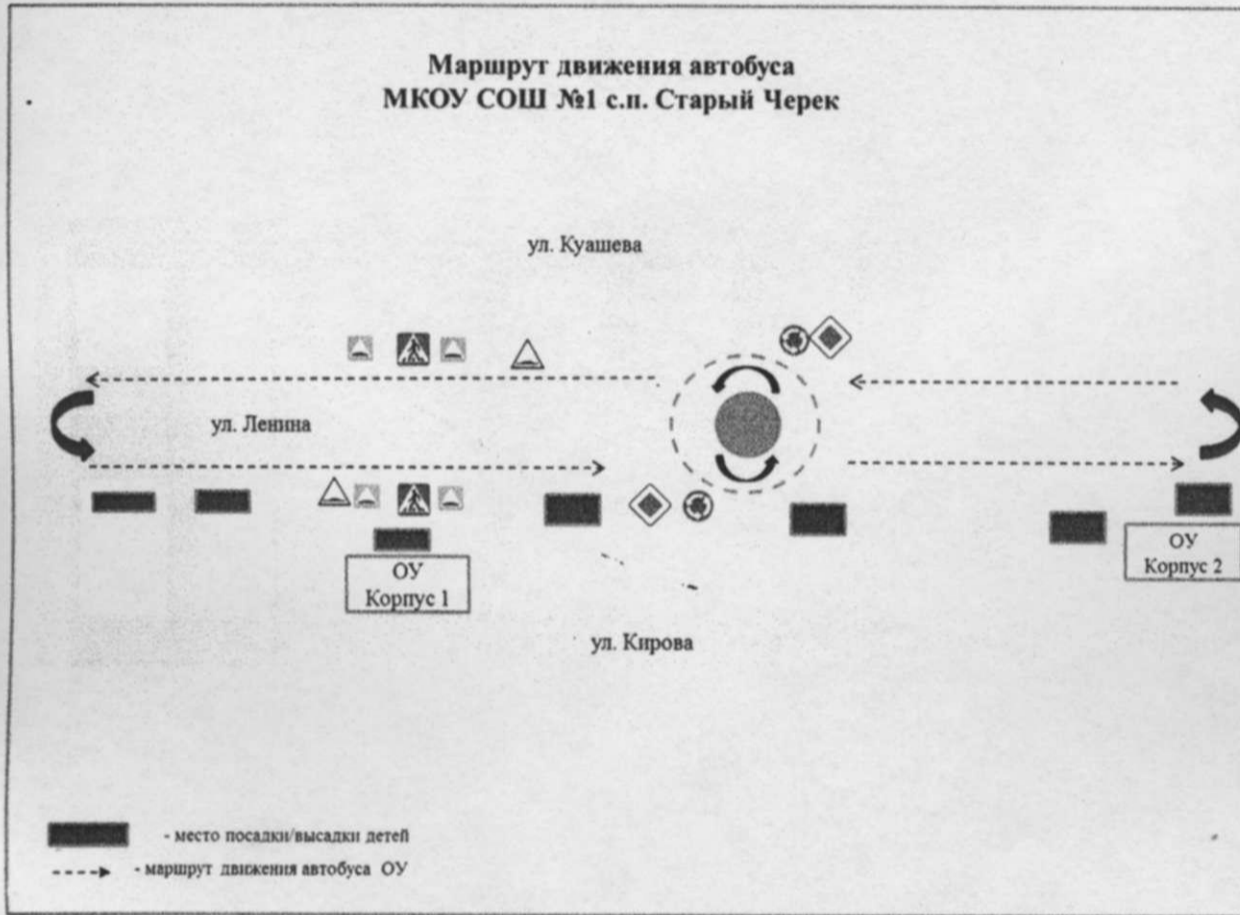 Маршрут движения автобуса
МКОУ СОШ №1 с.п. Старый Черек
ул. Куашева
ул. Ленина
ОУ
Корпус 1
ОУ
Корпус 2
ул. Кирова
- место посадки/высадки детей
- маршрут движения автобуса ОУ